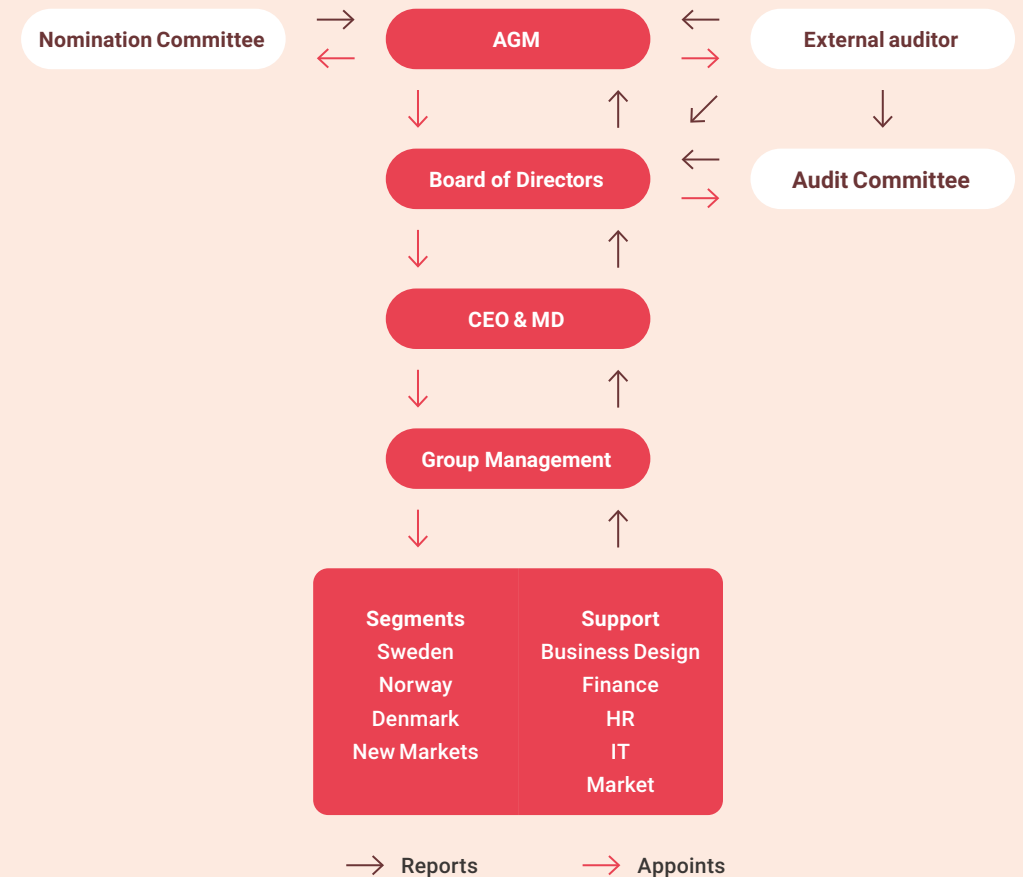 Nomination Committee
AGM
External auditor
Board of Directors
Audit Committee
CEO & MD
Group Management
Segments
Sweden
Norway
Denmark
New Markets
Support
Business Design
Finance
HR
IT
Market
Reports
Appoints